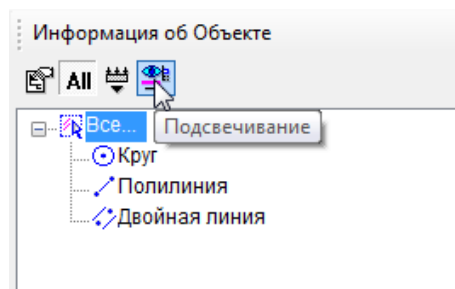 Информация об Объекте
All
Все...
Подсвечивание
Круг
Полилиния
Двойная линия